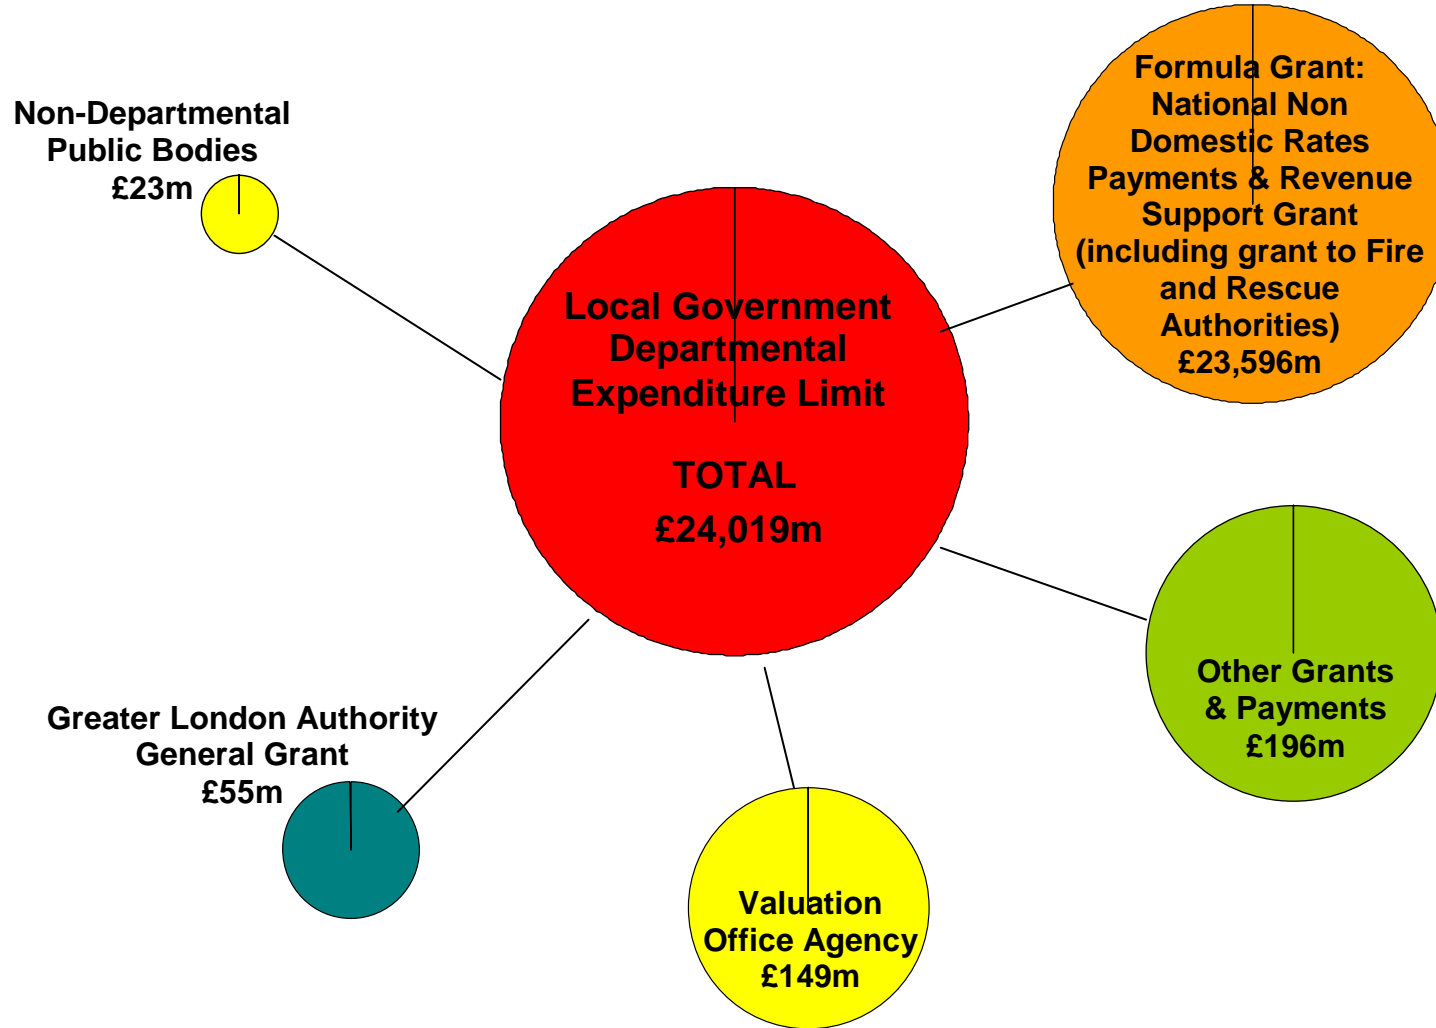 Non-Departmental
Public Bodies
£23m
Formula Grant:
National Non
Domestic Rates
Payments & Revenue
Support Grant
(including grant to Fire
and Rescue
Authorities)
£23,596m
Local Government
Departmental
Expenditure Limit
TOTAL
£24,019m
Other Grants
& Payments
£196m
Greater London Authority
General Grant
£55m
Valuation
Office Agency
£149m